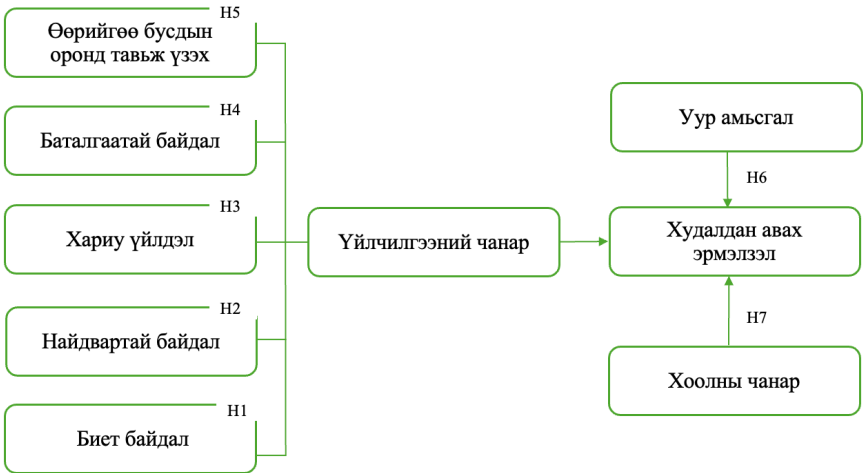 H5
Өөрийгөө бусдын
оронд тавьж үзэх
H4
Баталгаатай байдал
H3
Хариу үйлдэл
H2
Найдвартай байдал
H1
Биет байдал
Үйлчилгээний чанар
Уур амьсгал
H6
Худалдан авах
эрмэлзэл
H7
Хоолны чанар